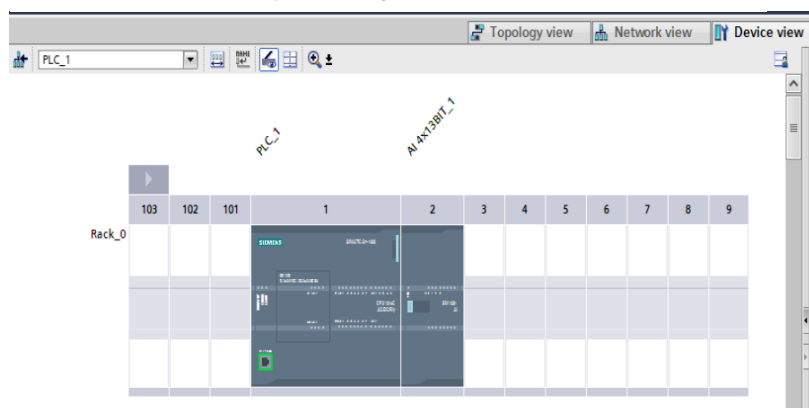 Topology view Network view Device view
PLC_1
PLC_1 AI 4x13BIT_1
103 102 101 1 2 3 4 5 6 7 8 9
Rack_0
SIEMENS